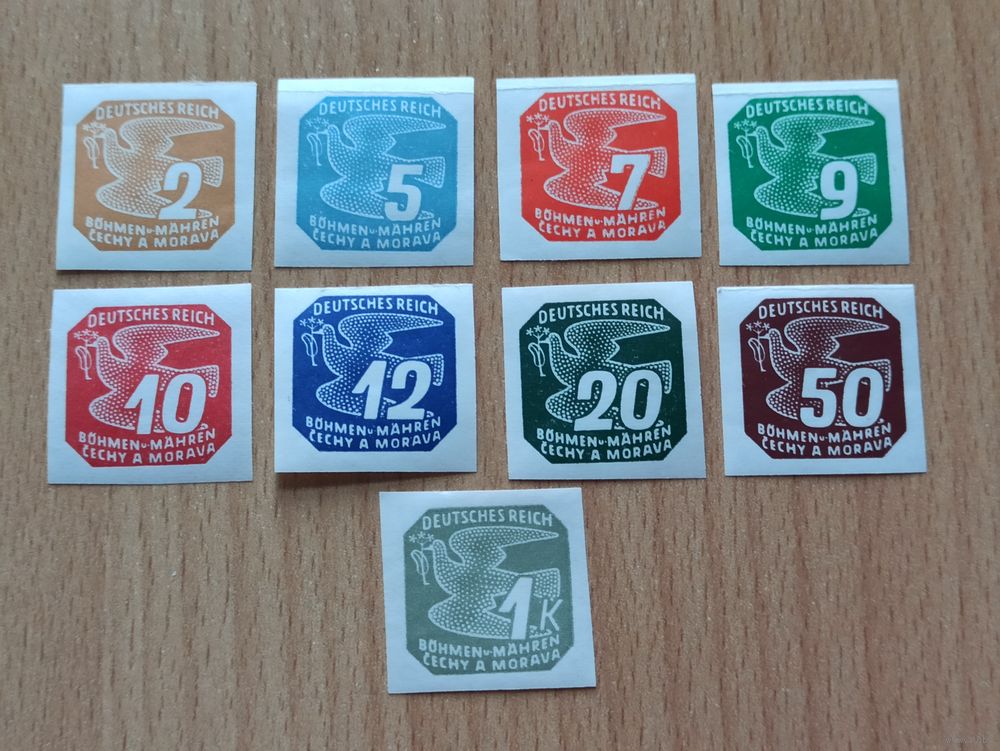 DEUTSCHES REICH
2
BÖHMEN u. MÄHREN
ČECHY A MORAVA
DEUTSCHES REICH
5
BÖHMEN u. MÄHREN
ČECHY A MORAVA
DEUTSCHES REICH
7
BÖHMEN u. MÄHREN
ČECHY A MORAVA
DEUTSCHES REICH
9
BÖHMEN u. MÄHREN
ČECHY A MORAVA
DEUTSCHES REICH
10
BÖHMEN u. MÄHREN
ČECHY A MORAVA
DEUTSCHES REICH
12
BÖHMEN u. MÄHREN
ČECHY A MORAVA
DEUTSCHES REICH
20
BÖHMEN u. MÄHREN
ČECHY A MORAVA
DEUTSCHES REICH
50
BÖHMEN u. MÄHREN
ČECHY A MORAVA
DEUTSCHES REICH
1 K
BÖHMEN u. MÄHREN
ČECHY A MORAVA